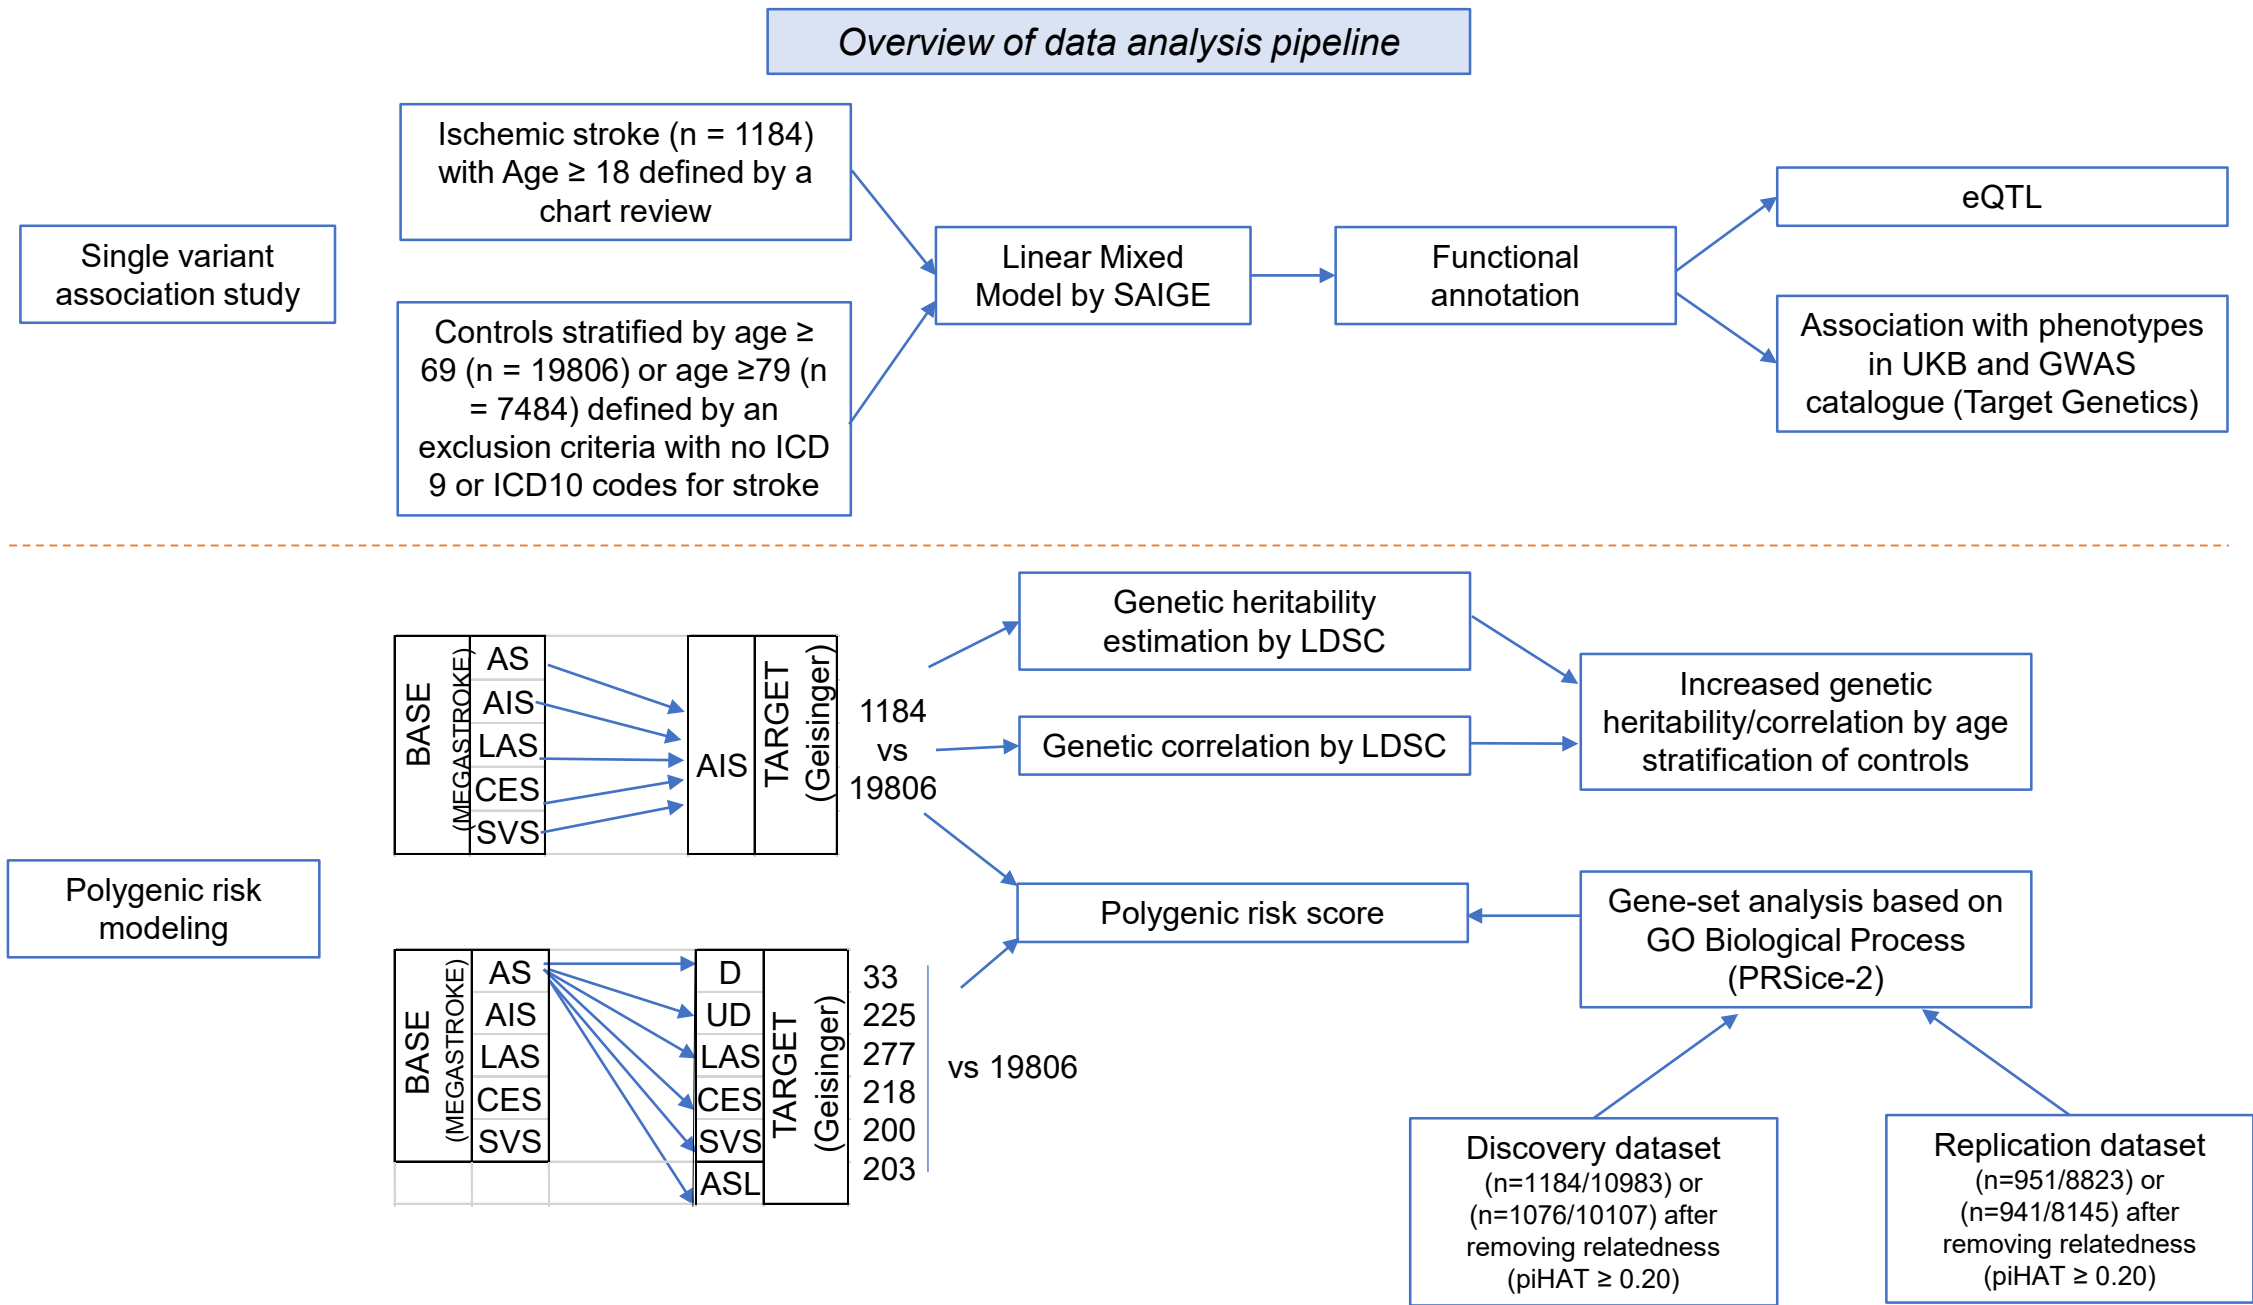 Overview of data analysis pipeline
Single variant
association study
Ischemic stroke (n = 1184)
with Age ≥ 18 defined by a
chart review
Controls stratified by age ≥
69 (n = 19806) or age ≥79 (n
= 7484) defined by an
exclusion criteria with no ICD
9 or ICD10 codes for stroke
Linear Mixed
Model by SAIGE
Functional
annotation
eQTL
Association with phenotypes
in UKB and GWAS
catalogue (Target Genetics)
Polygenic risk
modeling
BASE
(MEGASTROKE)
AS
AIS
LAS
CES
SVS
AIS
TARGET
(Geisinger)
1184
vs
19806
Genetic heritability
estimation by LDSC
Genetic correlation by LDSC
Increased genetic
heritability/correlation by age
stratification of controls
Polygenic risk score
BASE
(MEGASTROKE)
AS
AIS
LAS
CES
SVS
D
UD
LAS
CES
SVS
ASL
TARGET
(Geisinger)
33
225
277
218
200
203
vs 19806
Gene-set analysis based on
GO Biological Process
(PRSice-2)
Discovery dataset
(n=1184/10983) or
(n=1076/10107) after
removing relatedness
(piHAT ≥ 0.20)
Replication dataset
(n=951/8823) or
(n=941/8145) after
removing relatedness
(piHAT ≥ 0.20)